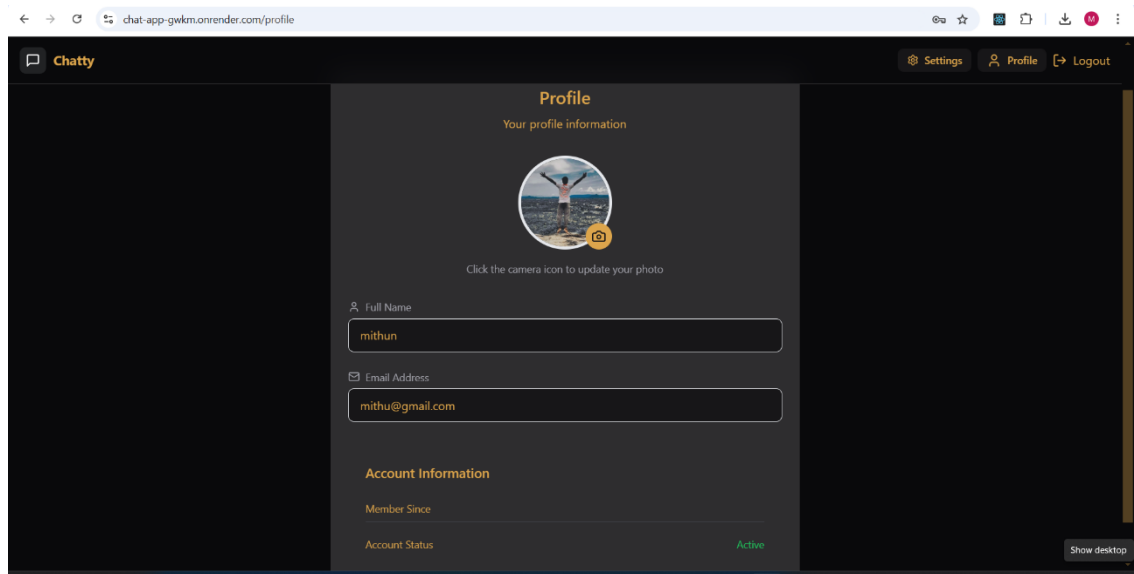 chat-app-gwkm.onrender.com/profile
M
Chatty
Settings
Profile
Logout
Profile
Your profile information
Click the camera icon to update your photo
Full Name
mithun
Email Address
mithu@gmail.com
Account Information
Member Since
Account Status
Active
Show desktop